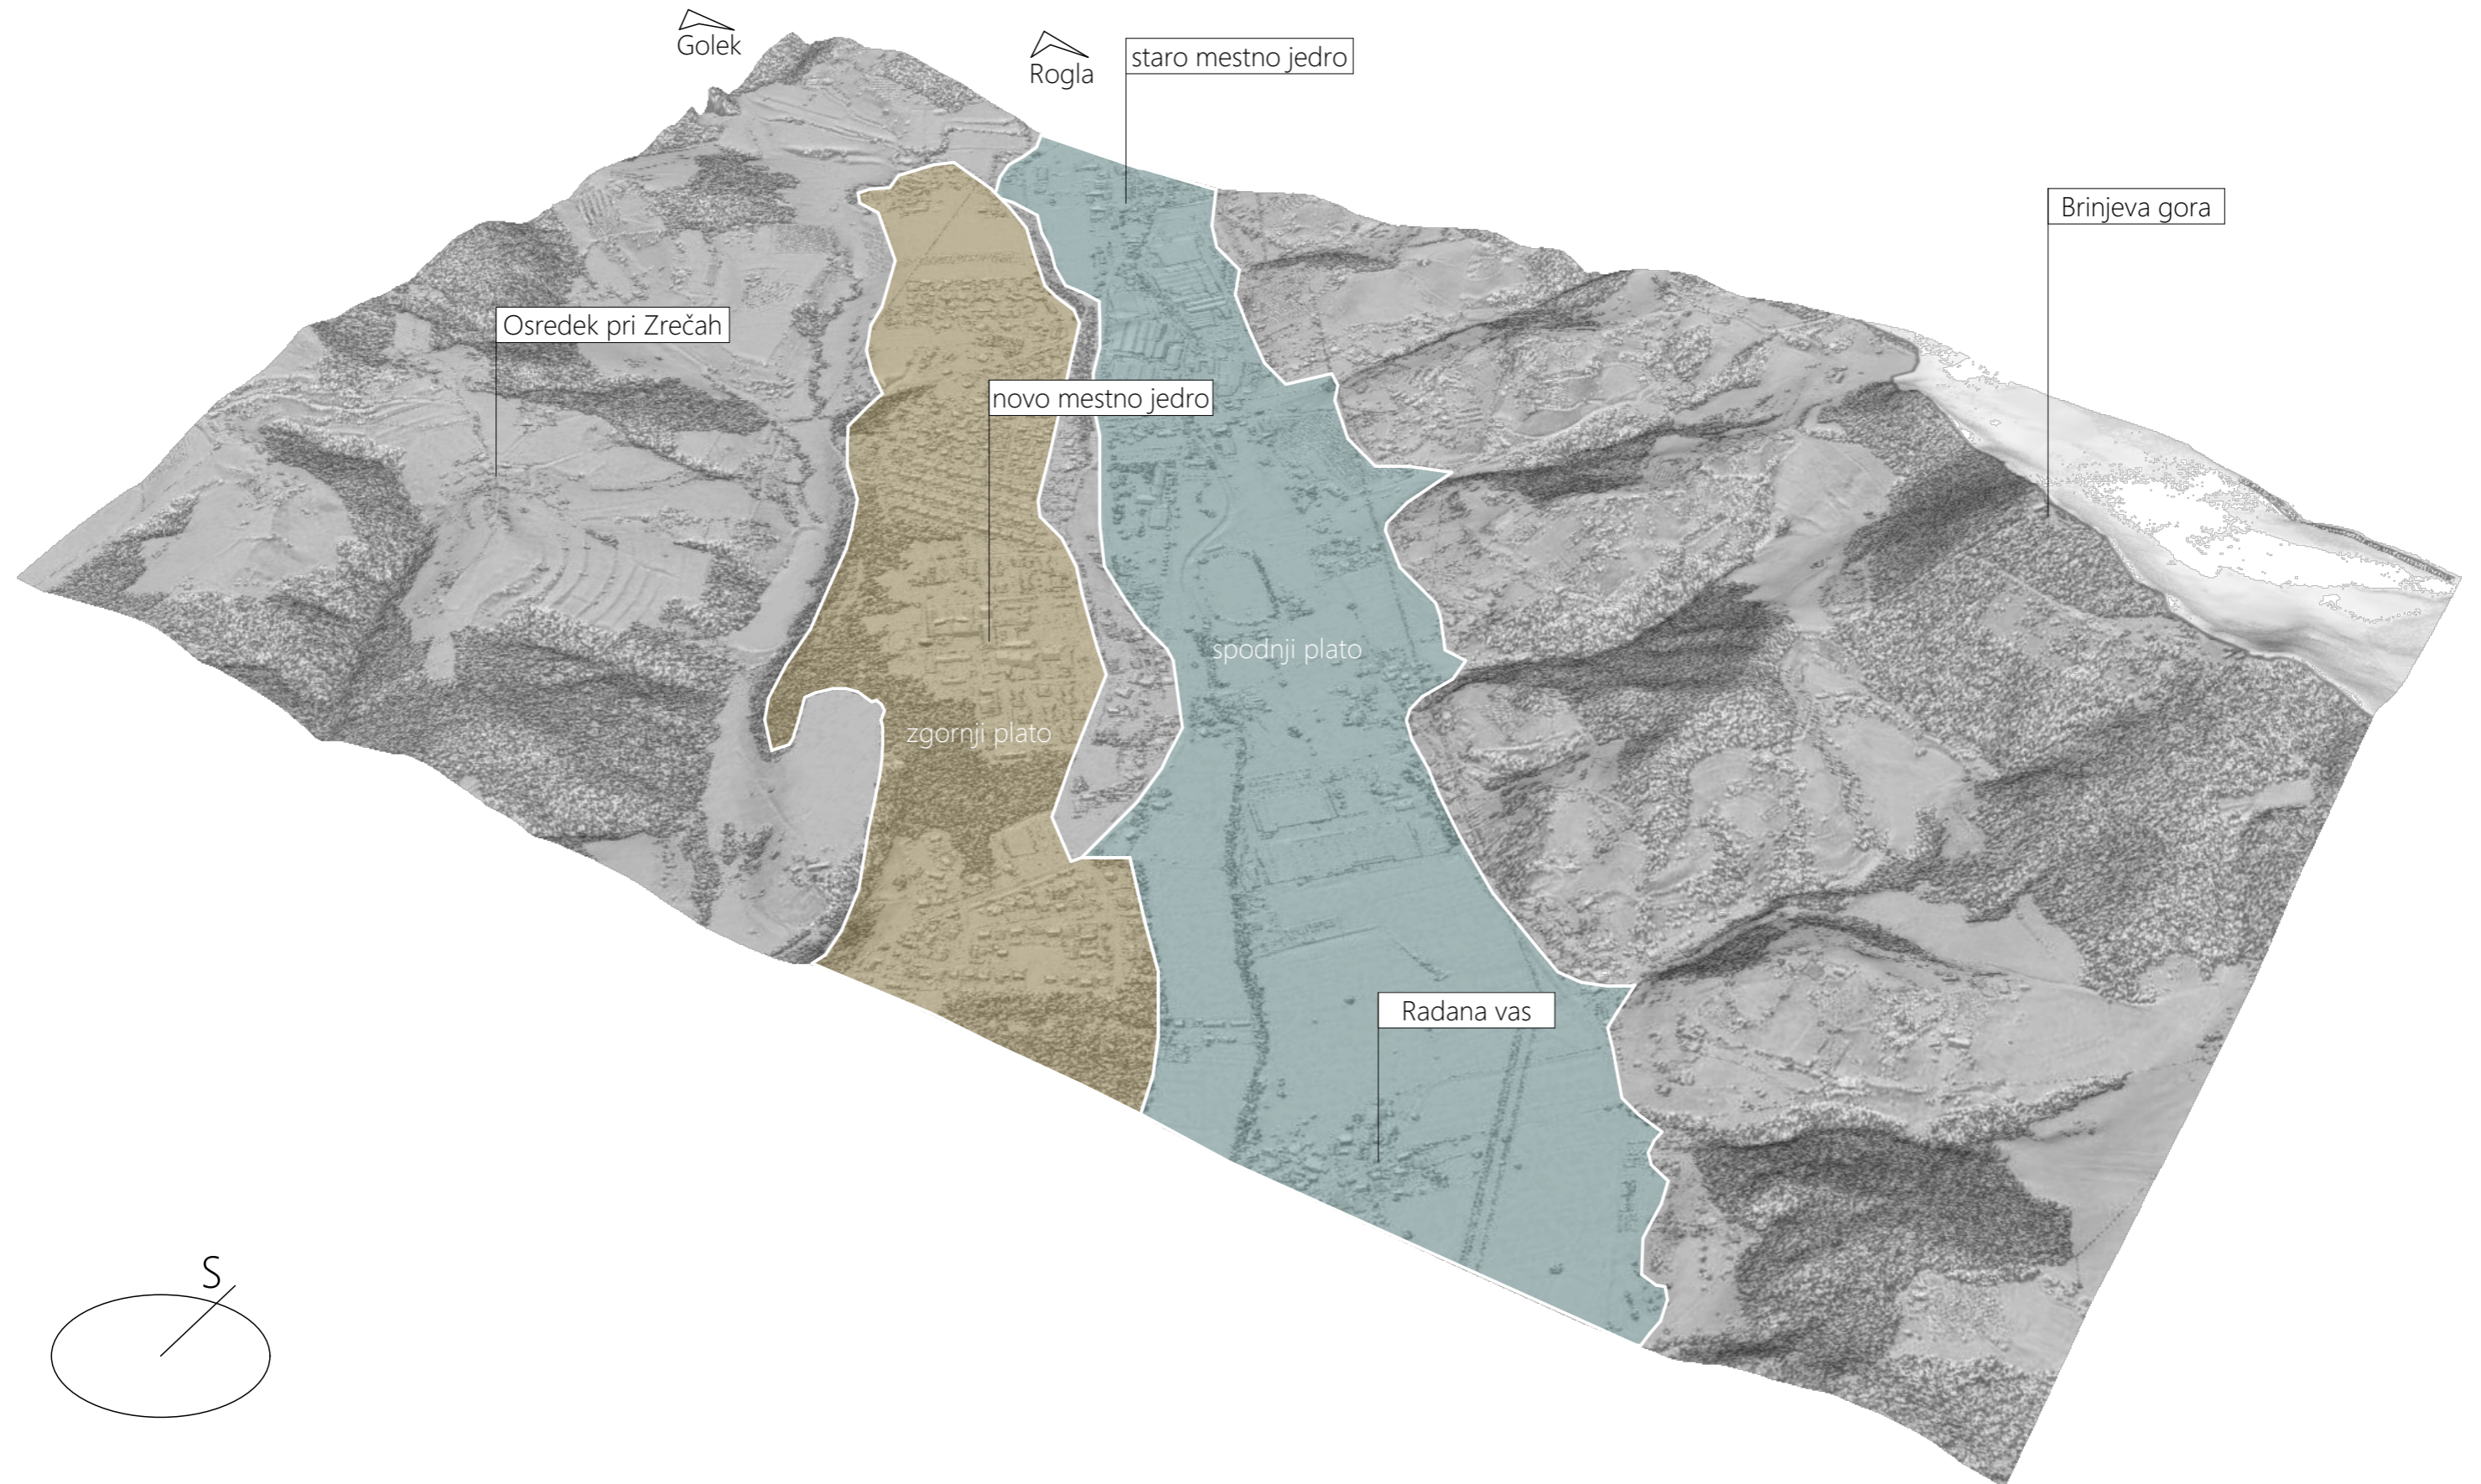 Golek
Rogla
staro mestno jedro
Brinjeva gora
Osredek pri Zrečah
novo mestno jedro
spodnji plato
zgornji plato
Radana vas
S